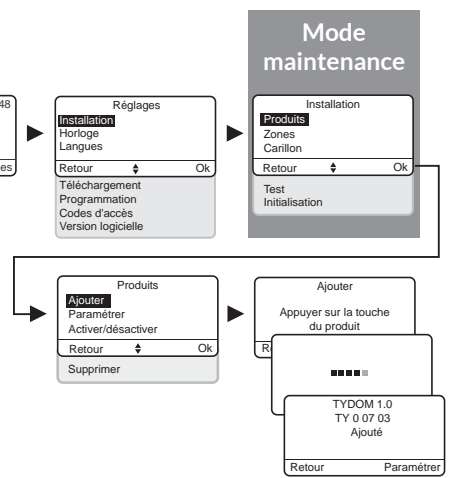 Mode
maintenance
48
es
Réglages
Installation
Horloge
Langues
Retour Ok
Téléchargement
Programmation
Codes d'accès
Version logicielle
Installation
Produits
Zones
Carillon
Retour Ok
Test
Initialisation
Produits
Ajouter
Paramétrer
Activer/désactiver
Retour Ok
Supprimer
Ajouter
Appuyer sur la touche
du produit
R
TYDOM 1.0
TY 0 07 03
Ajouté
Retour Paramétrer